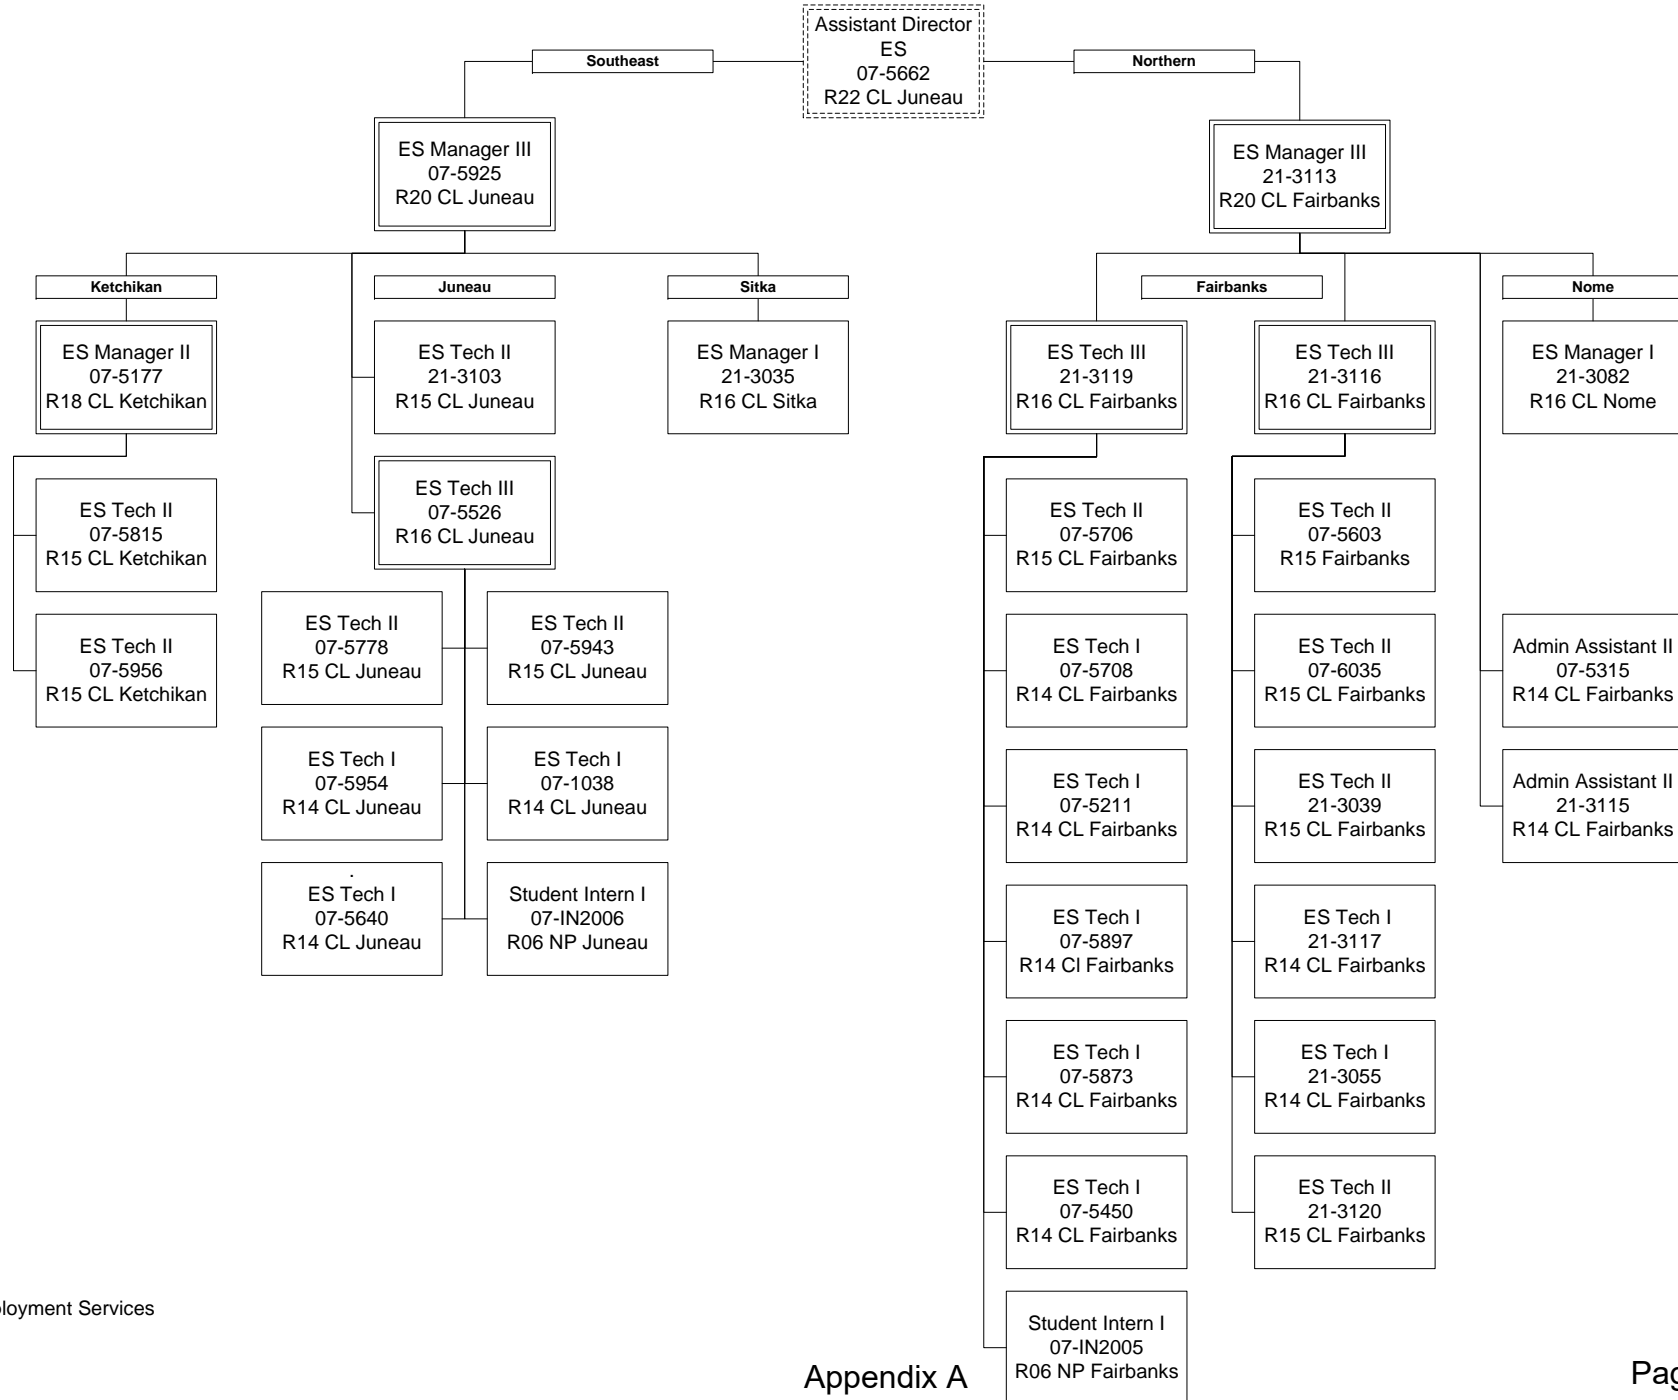 Assistant Director
ES
07-5662
R22 CL Juneau
Southeast
Northern
ES Manager III
07-5925
R20 CL Juneau
ES Manager III
21-3113
R20 CL Fairbanks
Ketchikan
Juneau
Sitka
Fairbanks
Nome
ES Manager II
07-5177
R18 CL Ketchikan
ES Tech II
21-3103
R15 CL Juneau
ES Manager I
21-3035
R16 CL Sitka
ES Tech III
21-3119
R16 CL Fairbanks
ES Tech III
21-3116
R16 CL Fairbanks
ES Manager I
21-3082
R16 CL Nome
ES Tech II
07-5815
R15 CL Ketchikan
ES Tech III
07-5526
R16 CL Juneau
ES Tech II
07-5706
R15 CL Fairbanks
ES Tech II
07-5603
R15 Fairbanks
ES Tech II
07-5956
R15 CL Ketchikan
ES Tech II
07-5778
R15 CL Juneau
ES Tech II
07-5943
R15 CL Juneau
ES Tech I
07-5708
R14 CL Fairbanks
ES Tech II
07-6035
R15 CL Fairbanks
Admin Assistant II
07-5315
R14 CL Fairbanks
ES Tech I
07-5954
R14 CL Juneau
ES Tech I
07-1038
R14 CL Juneau
ES Tech I
07-5211
R14 CL Fairbanks
ES Tech II
21-3039
R15 CL Fairbanks
Admin Assistant II
21-3115
R14 CL Fairbanks
.
ES Tech I
07-5640
R14 CL Juneau
Student Intern I
07-IN2006
R06 NP Juneau
ES Tech I
07-5897
R14 Cl Fairbanks
ES Tech I
21-3117
R14 CL Fairbanks
ES Tech I
07-5873
R14 CL Fairbanks
ES Tech I
21-3055
R14 CL Fairbanks
ES Tech I
07-5450
R14 CL Fairbanks
ES Tech II
21-3120
R15 CL Fairbanks
Student Intern I
07-IN2005
R06 NP Fairbanks
loyment Services
Appendix A
Pag